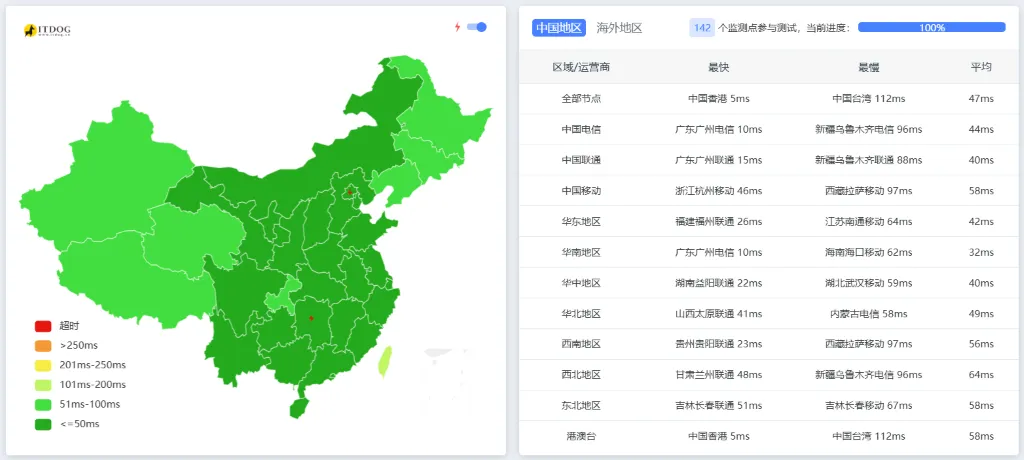 ITDOG
www.itdog.cn
超时
>250ms
201ms-250ms
101ms-200ms
51ms-100ms
<=50ms
中国地区 海外地区 142 个监测点参与测试，当前进度： 100%
区域/运营商 最快 最慢 平均
全部节点 中国香港 5ms 中国台湾 112ms 47ms
中国电信 广东广州电信 10ms 新疆乌鲁木齐电信 96ms 44ms
中国联通 广东广州联通 15ms 新疆乌鲁木齐联通 88ms 40ms
中国移动 浙江杭州移动 46ms 西藏拉萨移动 97ms 58ms
华东地区 福建福州联通 26ms 江苏南通移动 64ms 42ms
华南地区 广东广州电信 10ms 海南海口移动 62ms 32ms
华中地区 湖南益阳联通 22ms 湖北武汉移动 59ms 40ms
华北地区 山西太原联通 41ms 内蒙古电信 58ms 49ms
西南地区 贵州贵阳联通 23ms 西藏拉萨移动 97ms 56ms
西北地区 甘肃兰州联通 48ms 新疆乌鲁木齐电信 96ms 64ms
东北地区 吉林长春联通 51ms 吉林长春移动 67ms 58ms
港澳台 中国香港 5ms 中国台湾 112ms 58ms